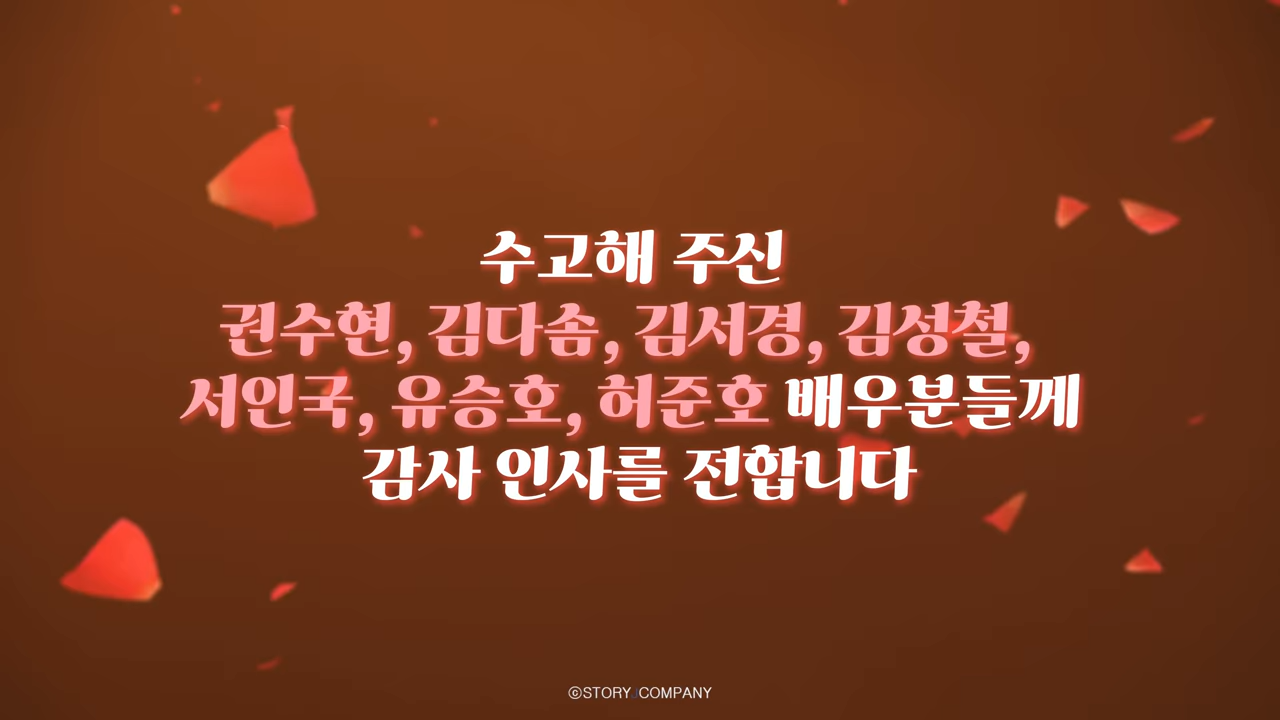 수고해 주신
권수현, 김다솜, 김서경, 김성철,
서인국, 유승호, 허준호 배우분들께
감사 인사를 전합니다
ⓒSTORYJCOMPANY